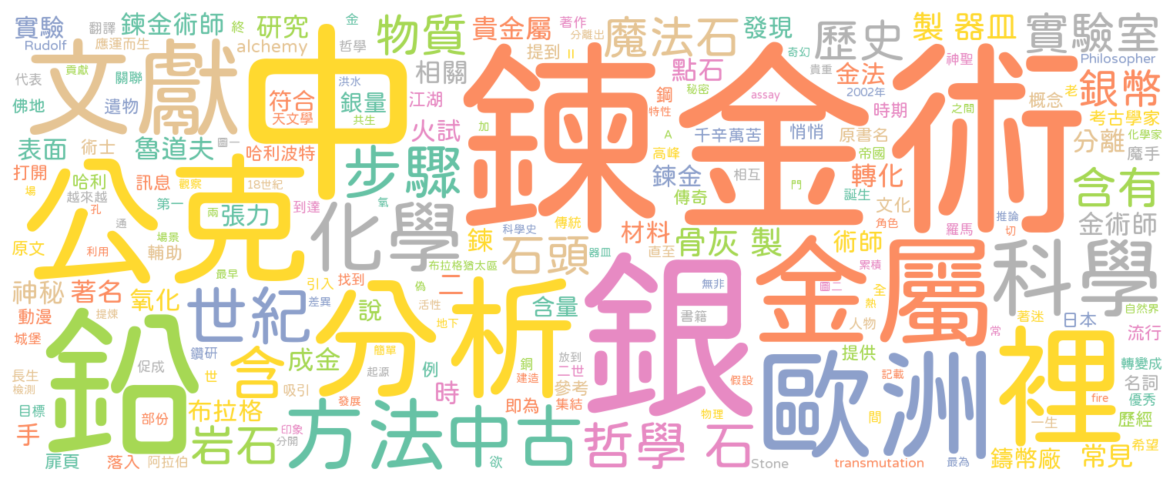 實驗 翻譯 鍊金術師 終 研究 金 物質 貴金屬 著作 分離出 魔法石 發現 歷史 製 器皿 實驗室
Rudolf 應運而生 alchemy 哲學 提到 II 奇幻 神聖 Philosopher
文獻 中 鍊金術
代表 貢獻 關聯 洪水 相關 點石 貴重 金法 概念 老 銀幣
佛地 遺物 符合 銀量 江湖 鋼 秘密 assay 2002年 時期 之間 考古學家
天文學 共生 火試 加 特性 A 千辛萬苦 悄悄 原書名 分離 化學家
表面 術士 魯道夫 圖一 高峰 帝國 魔手
打開 哈利波特 步驟 鍊金 相互 門 轉化 含有
公克 哈利 訊息 觀察 18世紀 傳奇 誕生 文化
越來越 孔 第一 張力 到達 氧 化學 傳統 角色 推論 金術師
壩 通 兩 科學史 鍊 材料 骨灰 製 羅馬 切
原文 利用 場景 輔助 最早 布拉格猶太區 石頭 器皿 直至 術師 累積 科學
神秘 著名 氧化 引入 找到 二 偽 無非 金屬 圖二 全 自然界
動漫 提煉 世紀 差異 活性 含量 銀 書籍 熱 著迷 日本
城堡 鉛 說 地下 分析 銅 人物 常 裡 流行
促成 鑽研 含 成金 簡單 放到 提供 轉變成
長生 世 吸引 起源 例 二世 建造 參考 假設 歐洲 記載 名詞
檢測 目標 部份 布拉格 發展 時 即為 集結 物理 間 fire 優秀
手 岩石 印象 方法 中古 哲學 石 一生 歷經
扉頁 落入 阿拉伯 分開 欲 Stone transmutation 最為 鑄幣廠 常見 希望